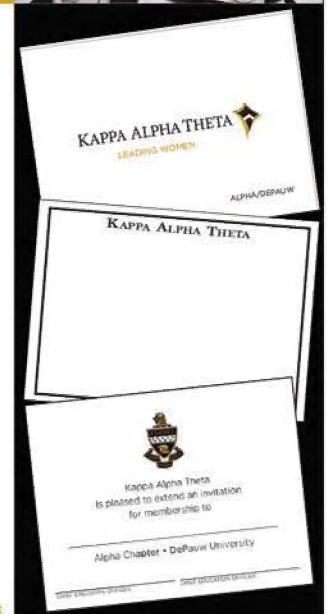 KAPPA ALPHA THETA
LEADING WOMEN
ALPHA/DEPAUW
KAPPA ALPHA THETA
Kappa Alpha Theta
is pleased to extend an invitation
for membership to
Alpha Chapter • DePauw University